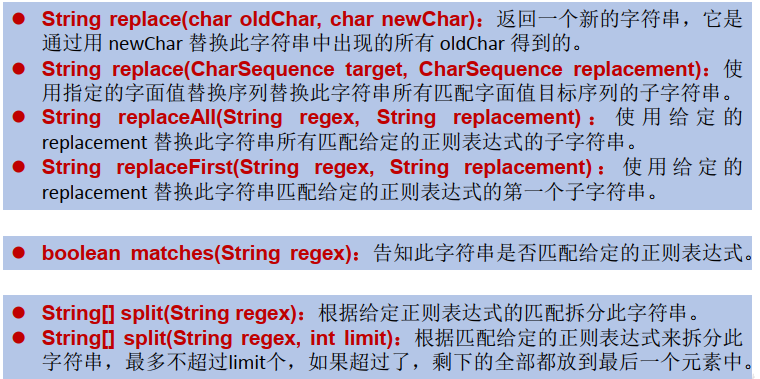 ● String replace(char oldChar, char newChar)：返回一个新的字符串，它是
通过用 newChar 替换此字符串中出现的所有 oldChar 得到的。
● String replace(CharSequence target, CharSequence replacement)：使
用指定的字面值替换序列替换此字符串所有匹配字面值目标序列的子字符串。
● String replaceAll(String regex, String replacement)：使用给定的
replacement 替换此字符串所有匹配给定的正则表达式的子字符串。
● String replaceFirst(String regex, String replacement)：使用给定的
replacement 替换此字符串匹配给定的正则表达式的第一个子字符串。
● boolean matches(String regex)：告知此字符串是否匹配给定的正则表达式。
● String[] split(String regex)：根据给定正则表达式的匹配拆分此字符串。
● String[] split(String regex, int limit)：根据匹配给定的正则表达式来拆分此
字符串，最多不超过limit个，如果超过了，剩下的全部都放到最后一个元素中。